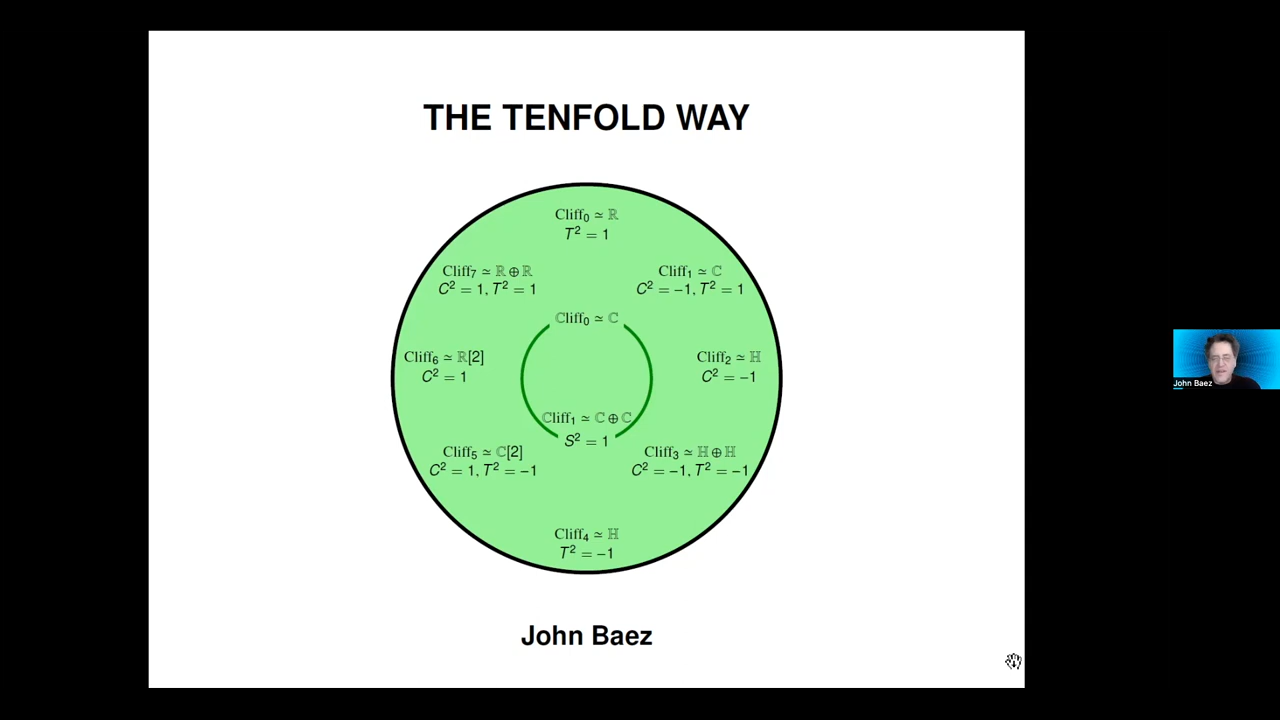 THE TENFOLD WAY
Cliff₀ ≃ ℝ
T² = 1
Cliff₇ ≃ ℝ ⊕ ℝ
C² = 1, T² = 1
Cliff₁ ≃ ℂ
C² = −1, T² = 1
ℂliff₀ ≃ ℂ
Cliff₆ ≃ ℝ[2]
C² = 1
Cliff₂ ≃ ℍ
C² = −1
ℂliff₁ ≃ ℂ ⊕ ℂ
S² = 1
Cliff₅ ≃ ℂ[2]
C² = 1, T² = −1
Cliff₃ ≃ ℍ ⊕ ℍ
C² = −1, T² = −1
Cliff₄ ≃ ℍ
T² = −1
John Baez
John Baez